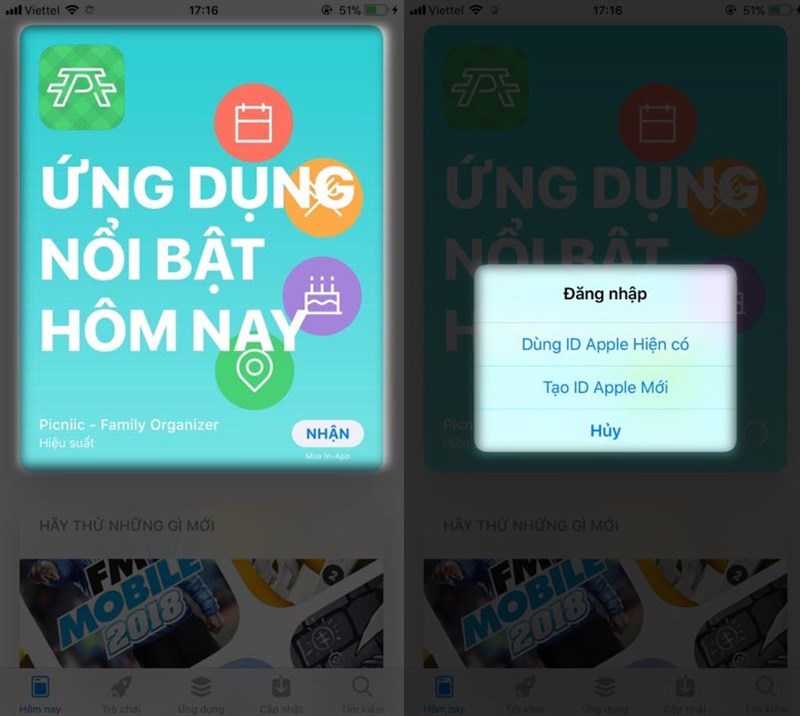 Viettel 17:16 51%
ỨNG DỤNG
NỔI BẬT
HÔM NAY
Picniic - Family Organizer
Hiệu suất
NHẬN
Mua In-App
HÃY THỬ NHỮNG GÌ MỚI
FM
MOBILE
2018
2
Hôm nay Trò chơi Ứng dụng Cập nhật Tìm kiếm
Viettel 17:16 51%
ỨNG DỤNG
NỔI BẬT
Đăng nhập
Dùng ID Apple Hiện có
Tạo ID Apple Mới
Hủy
HÃY THỬ NHỮNG GÌ MỚI
FM
MOBILE
2018
2
Hôm nay Trò chơi Ứng dụng Cập nhật Tìm kiếm